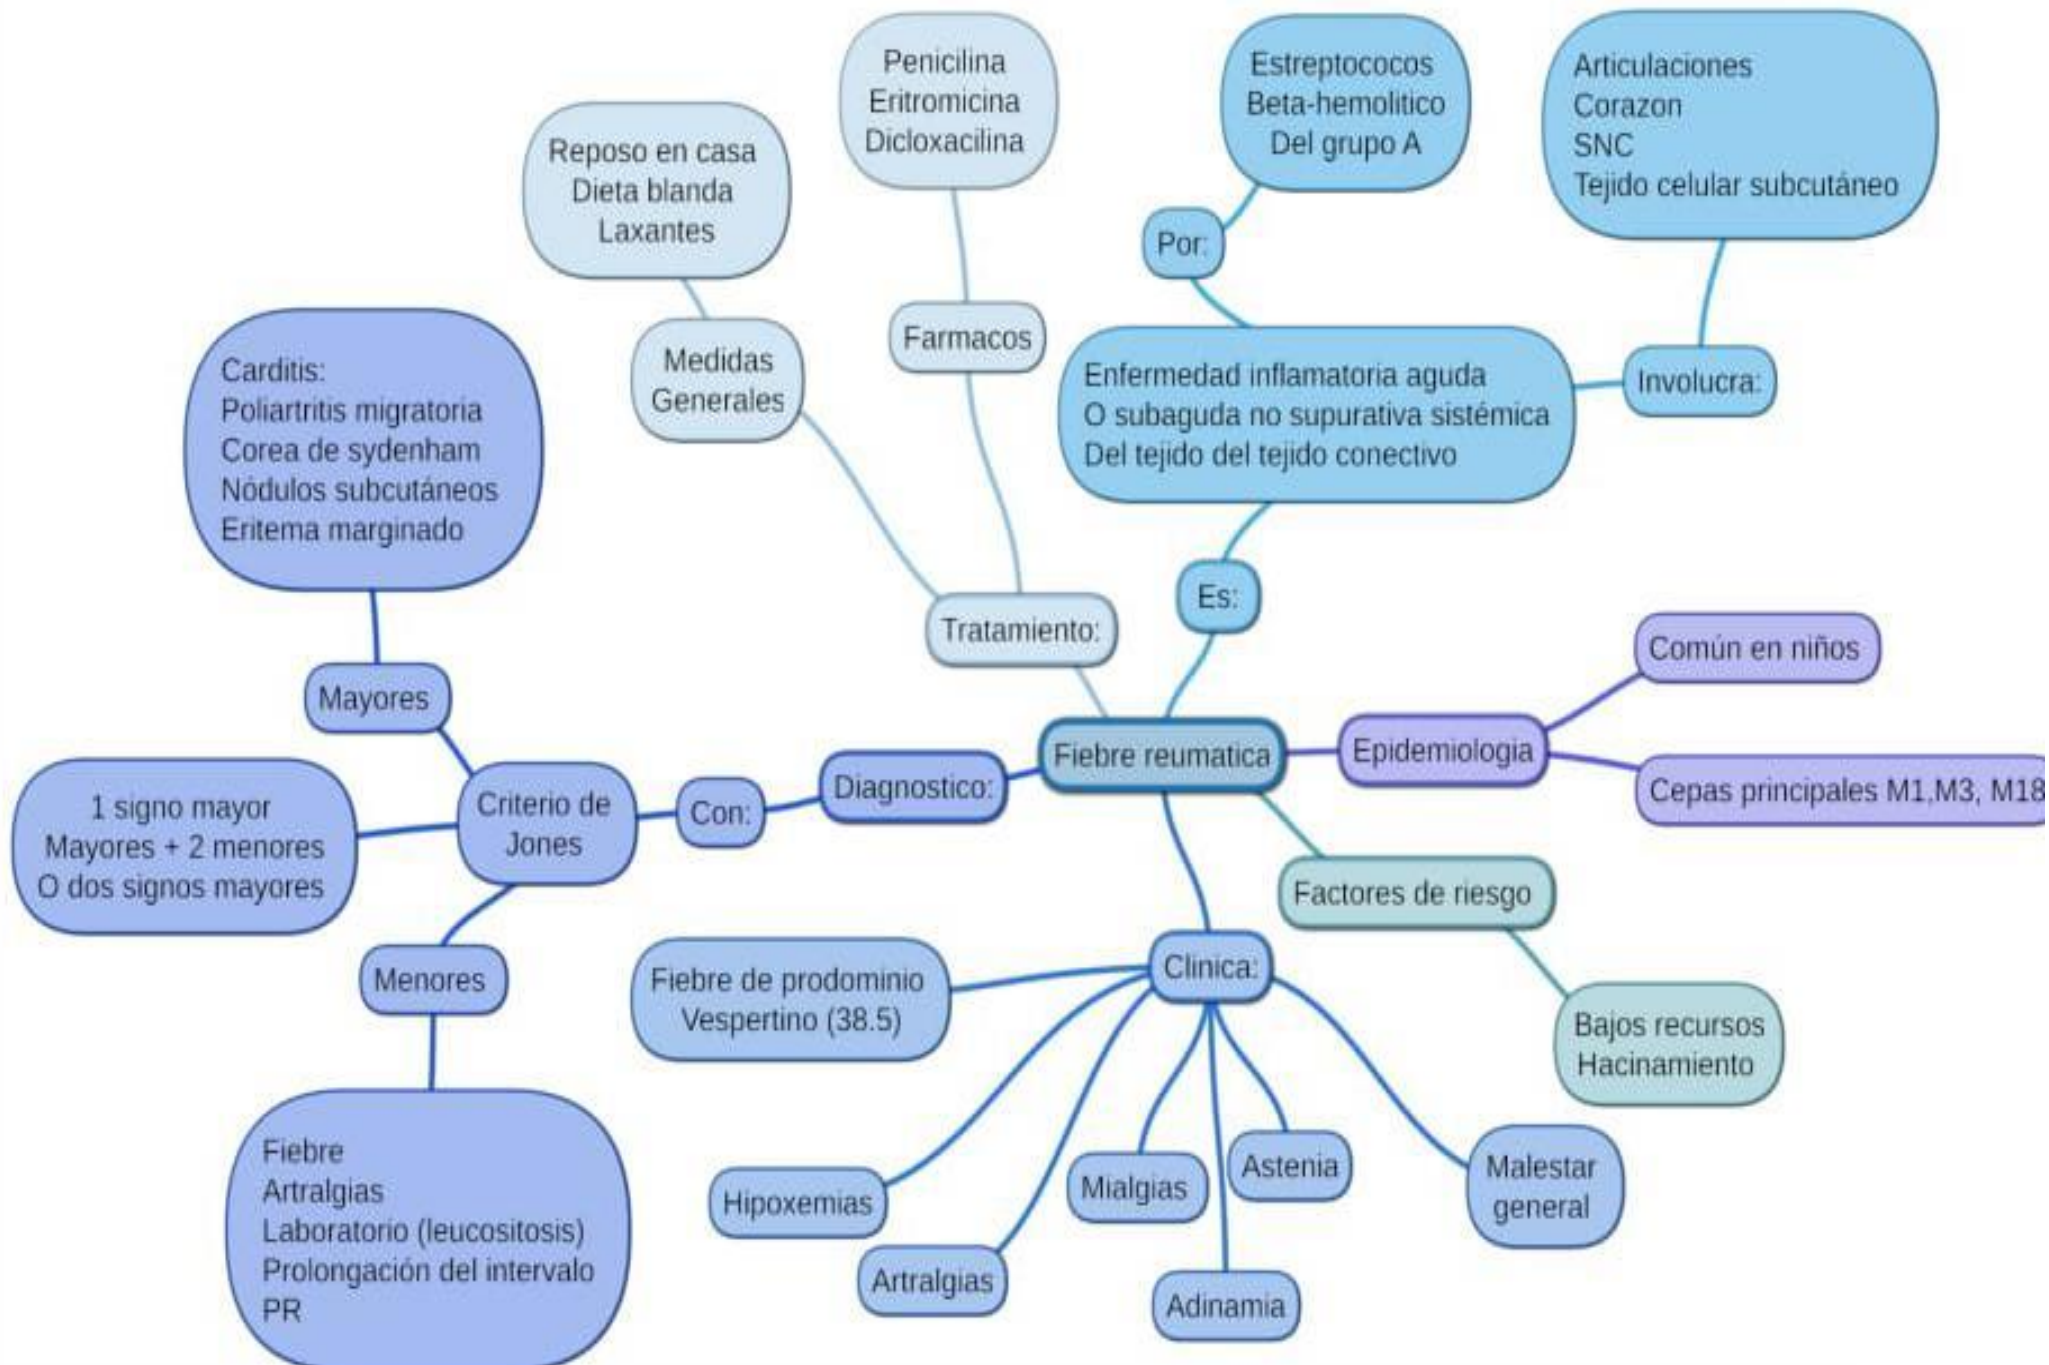 Penicilina
Eritromicina
Dicloxacilina
Estreptococos
Beta-hemolitico
Del grupo A
Articulaciones
Corazon
SNC
Tejido celular subcutáneo
Reposo en casa
Dieta blanda
Laxantes
Por:
Farmacos
Medidas
Generales
Enfermedad inflamatoria aguda
O subaguda no supurativa sistémica
Del tejido del tejido conectivo
Involucra:
Carditis:
Poliartritis migratoria
Corea de sydenham
Nódulos subcutáneos
Eritema marginado
Es:
Tratamiento:
Común en niños
Mayores
Fiebre reumatica
Epidemiologia
Cepas principales M1,M3, M18
Diagnostico:
Con:
Criterio de
Jones
1 signo mayor
Mayores + 2 menores
O dos signos mayores
Factores de riesgo
Menores
Fiebre de prodominio
Vespertino (38.5)
Clinica:
Bajos recursos
Hacinamiento
Fiebre
Artralgias
Laboratorio (leucositosis)
Prolongación del intervalo
PR
Hipoxemias
Artralgias
Mialgias
Adinamia
Astenia
Malestar
general